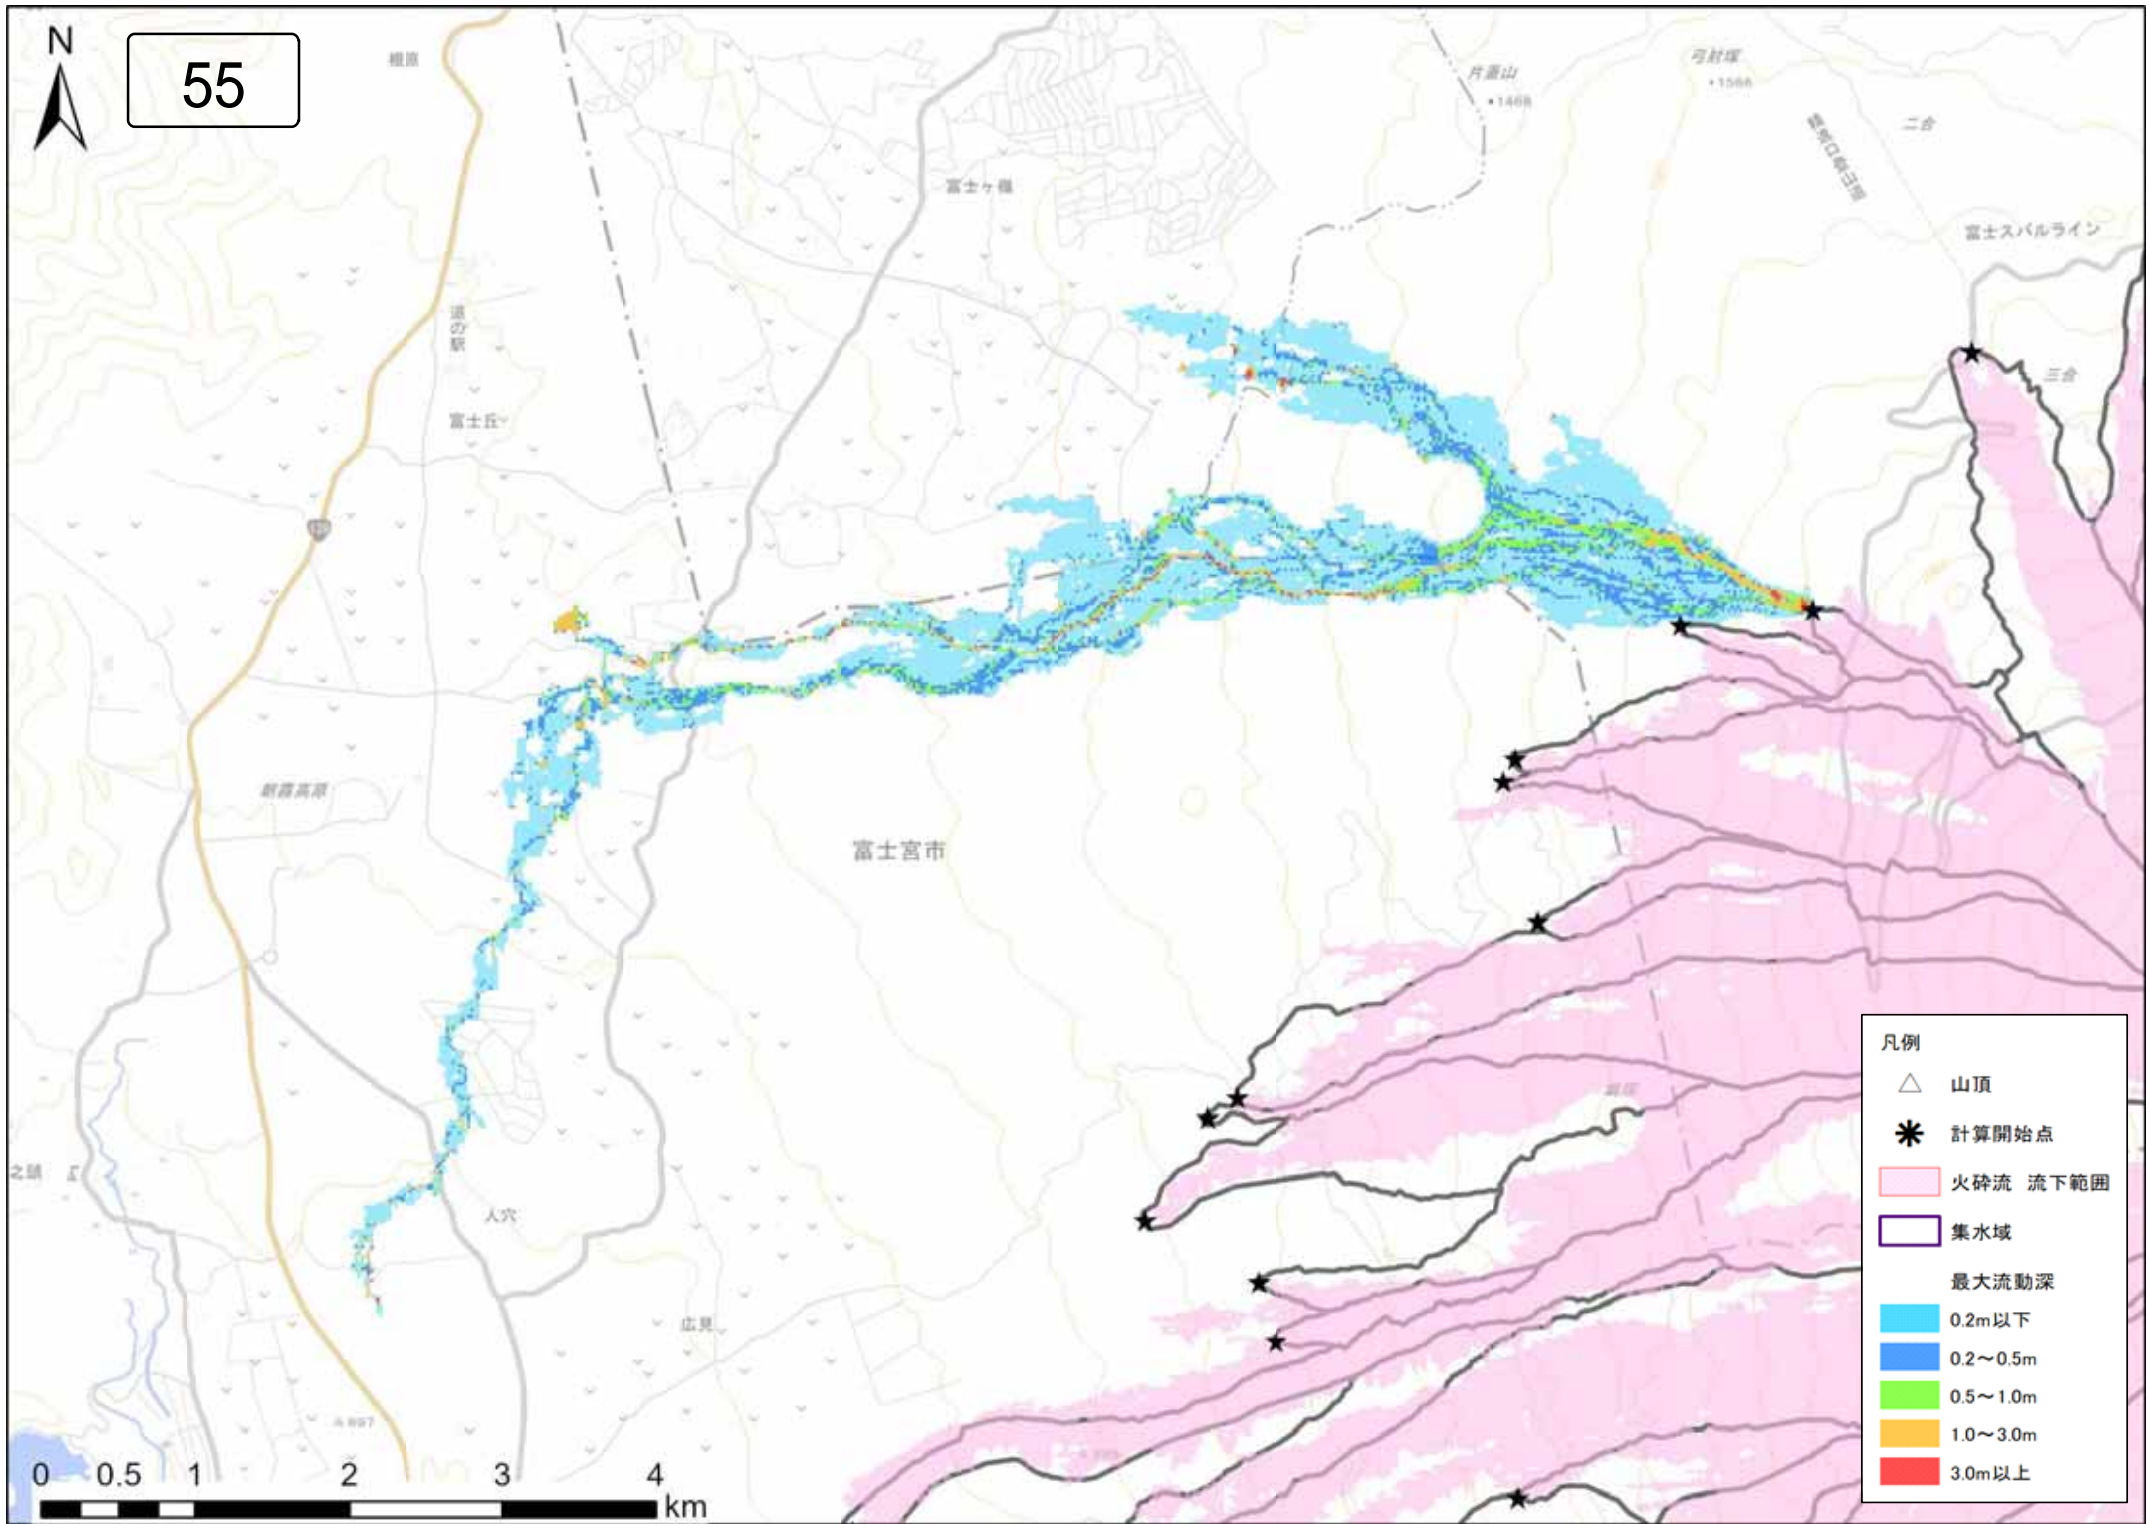 N
55
根原
片蓋山
・1468
弓射塚
・1566
二合
富士ヶ嶺
富士スバルライン
道の駅
三合
富士丘
朝霧高原
富士宮市
人穴
広見
凡例
山頂
計算開始点
火砕流 流下範囲
集水域
最大流動深
0.2m以下
0.2～0.5m
0.5～1.0m
1.0～3.0m
3.0m以上
0 0.5 1 2 3 4
km